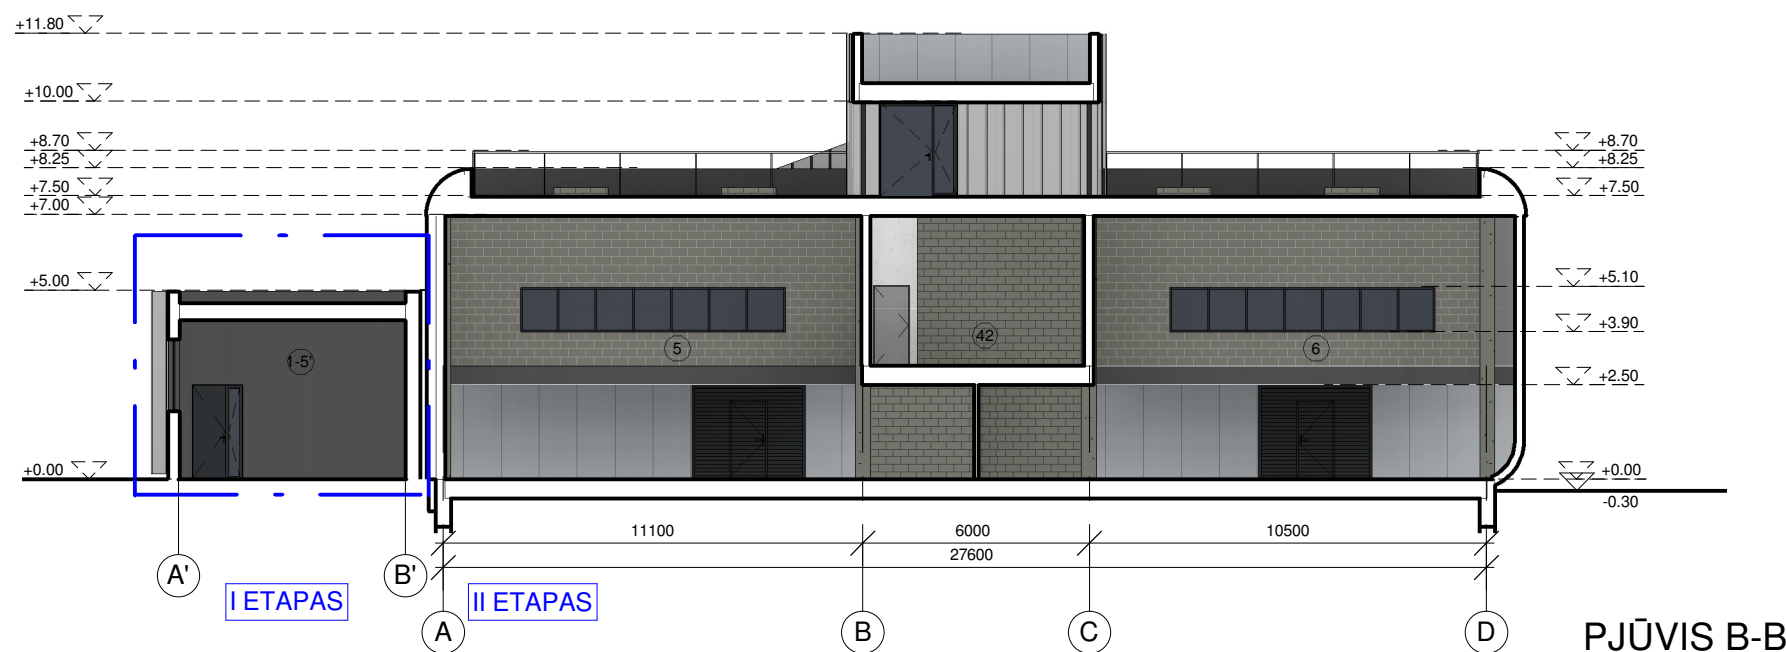 +11.80
+10.00
+8.70
+8.25
+7.50
+7.00
+5.00
+0.00
+8.70
+8.25
+7.50
+5.10
+3.90
+2.50
+0.00
-0.30
1-5'
5
42
6
11100
6000
10500
27600
A'
B'
I ETAPAS
II ETAPAS
A
B
C
D
PJŪVIS B-B